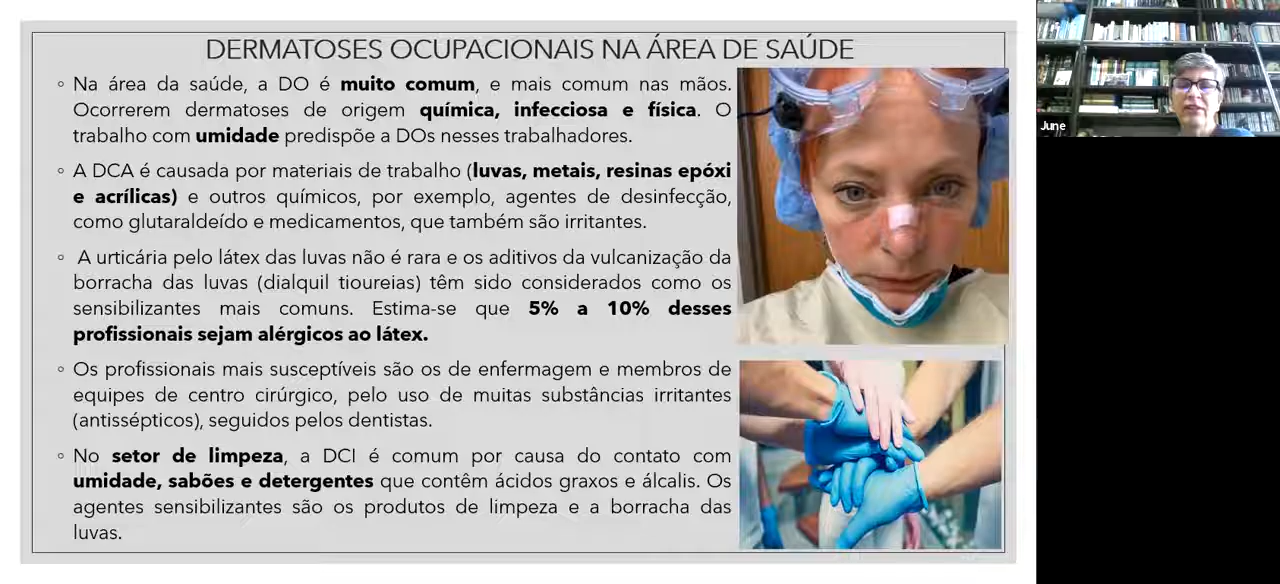 DERMATOSES OCUPACIONAIS NA ÁREA DE SAÚDE
◦ Na área da saúde, a DO é muito comum, e mais comum nas mãos.
Ocorrerem dermatoses de origem química, infecciosa e física. O
trabalho com umidade predispõe a DOs nesses trabalhadores.
◦ A DCA é causada por materiais de trabalho (luvas, metais, resinas epóxi
e acrílicas) e outros químicos, por exemplo, agentes de desinfecção,
como glutaraldeído e medicamentos, que também são irritantes.
◦ A urticária pelo látex das luvas não é rara e os aditivos da vulcanização da
borracha das luvas (dialquil tioureias) têm sido considerados como os
sensibilizantes mais comuns. Estima-se que 5% a 10% desses
profissionais sejam alérgicos ao látex.
◦ Os profissionais mais susceptíveis são os de enfermagem e membros de
equipes de centro cirúrgico, pelo uso de muitas substâncias irritantes
(antissépticos), seguidos pelos dentistas.
◦ No setor de limpeza, a DCI é comum por causa do contato com
umidade, sabões e detergentes que contêm ácidos graxos e álcalis. Os
agentes sensibilizantes são os produtos de limpeza e a borracha das
luvas.
June